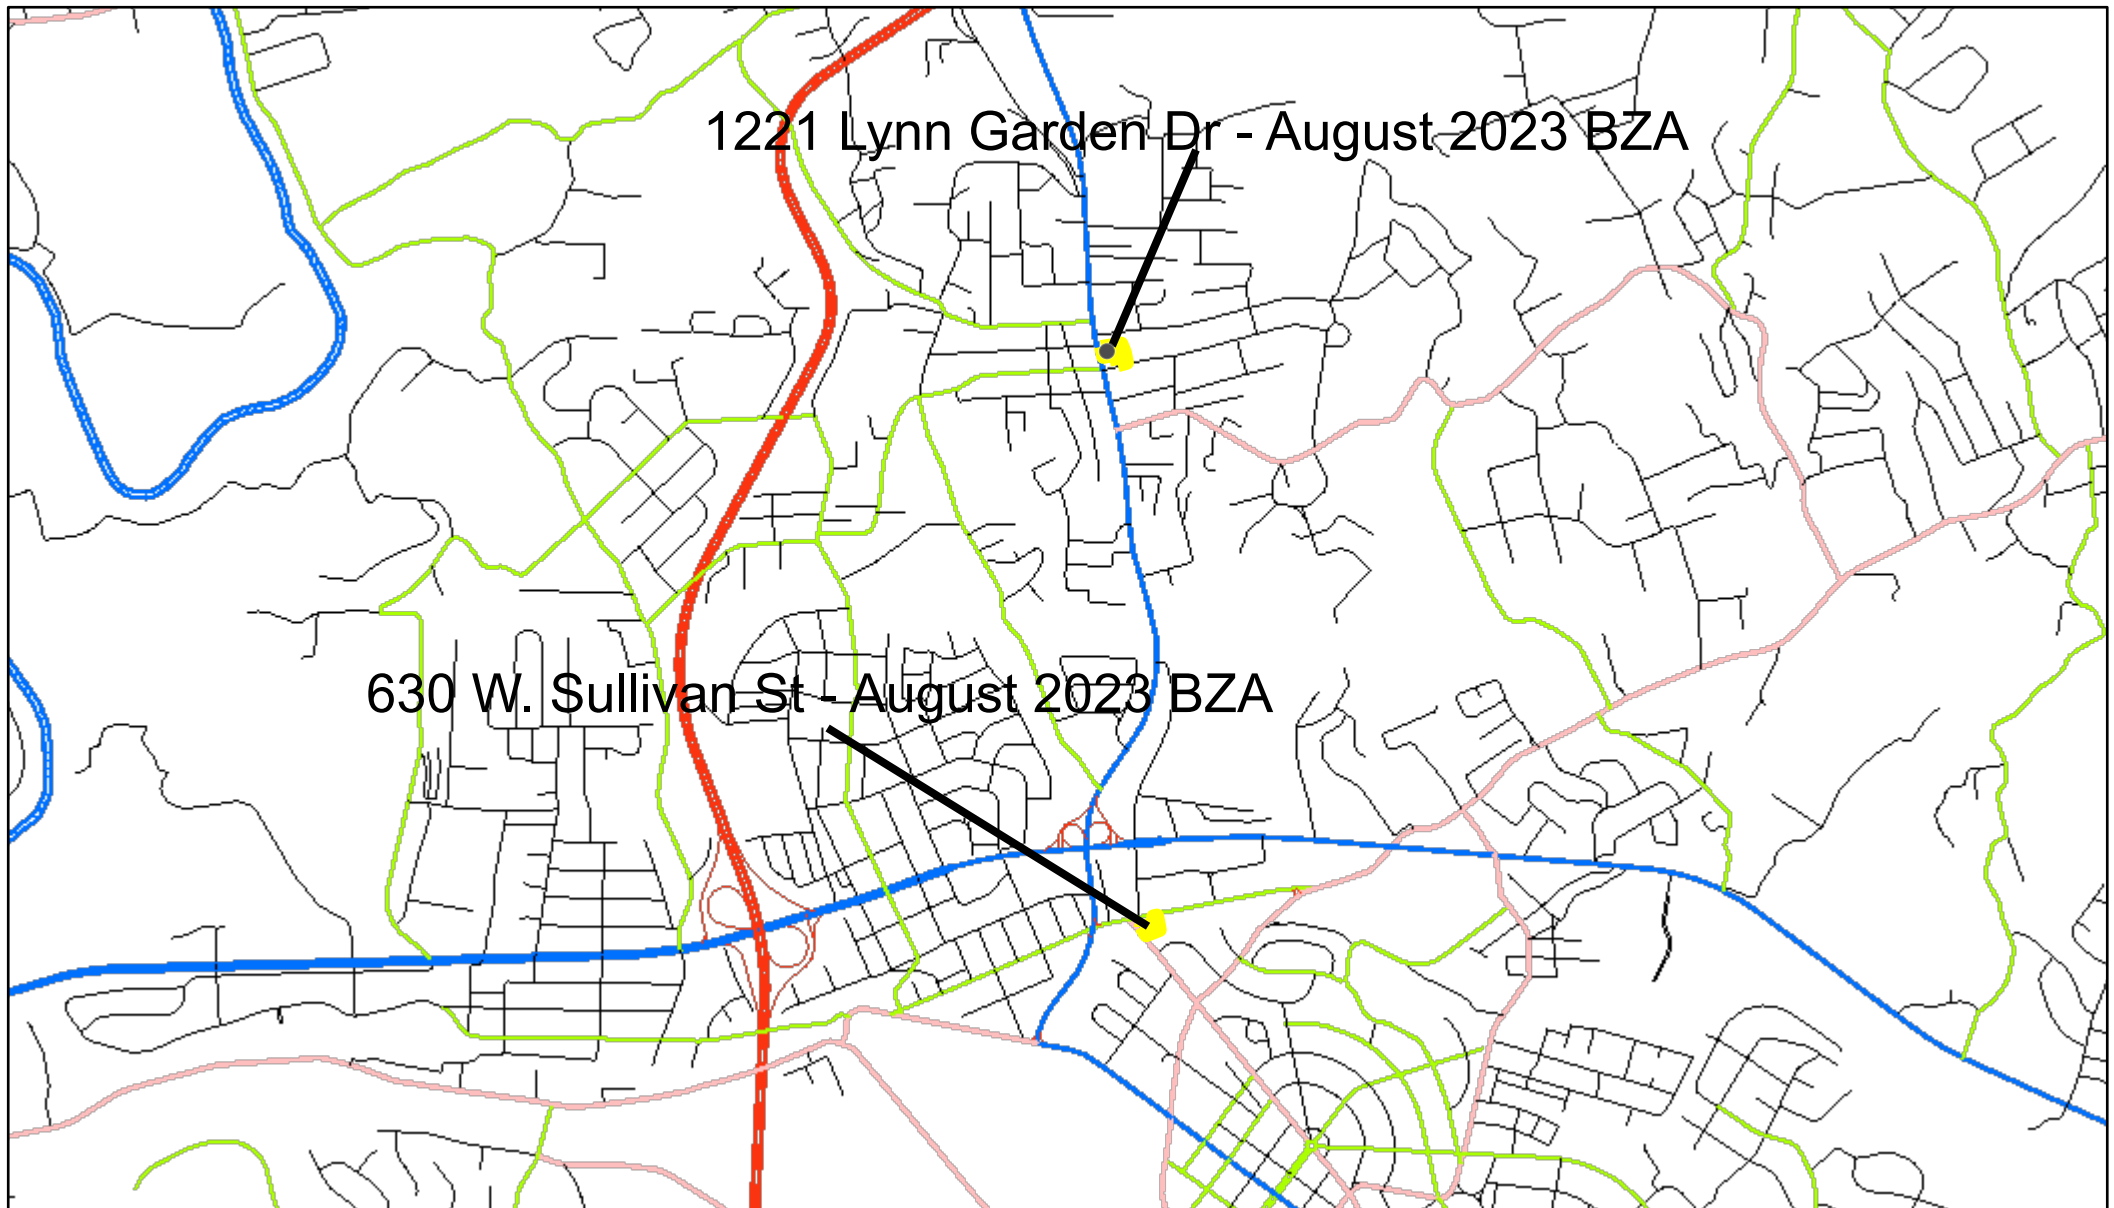 1221 Lynn Garden Dr - August 2023 BZA
630 W. Sullivan St - August 2023 BZA